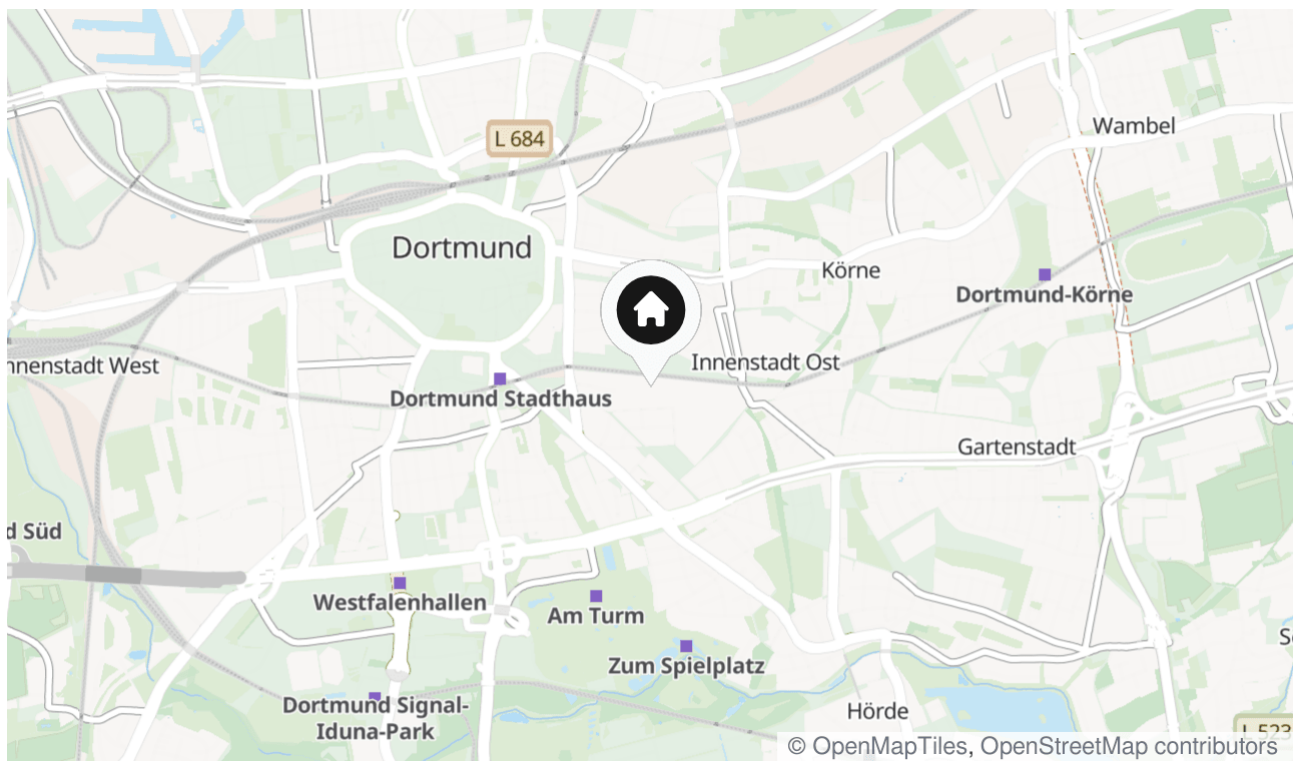 L 684
Wambel
Dortmund
Körne
Dortmund-Körne
nnenstadt West
Innenstadt Ost
Dortmund Stadthaus
Gartenstadt
d Süd
Westfalenhallen
Am Turm
Zum Spielplatz
Dortmund Signal-
Iduna-Park
Hörde
L 523
© OpenMapTiles, OpenStreetMap contributors